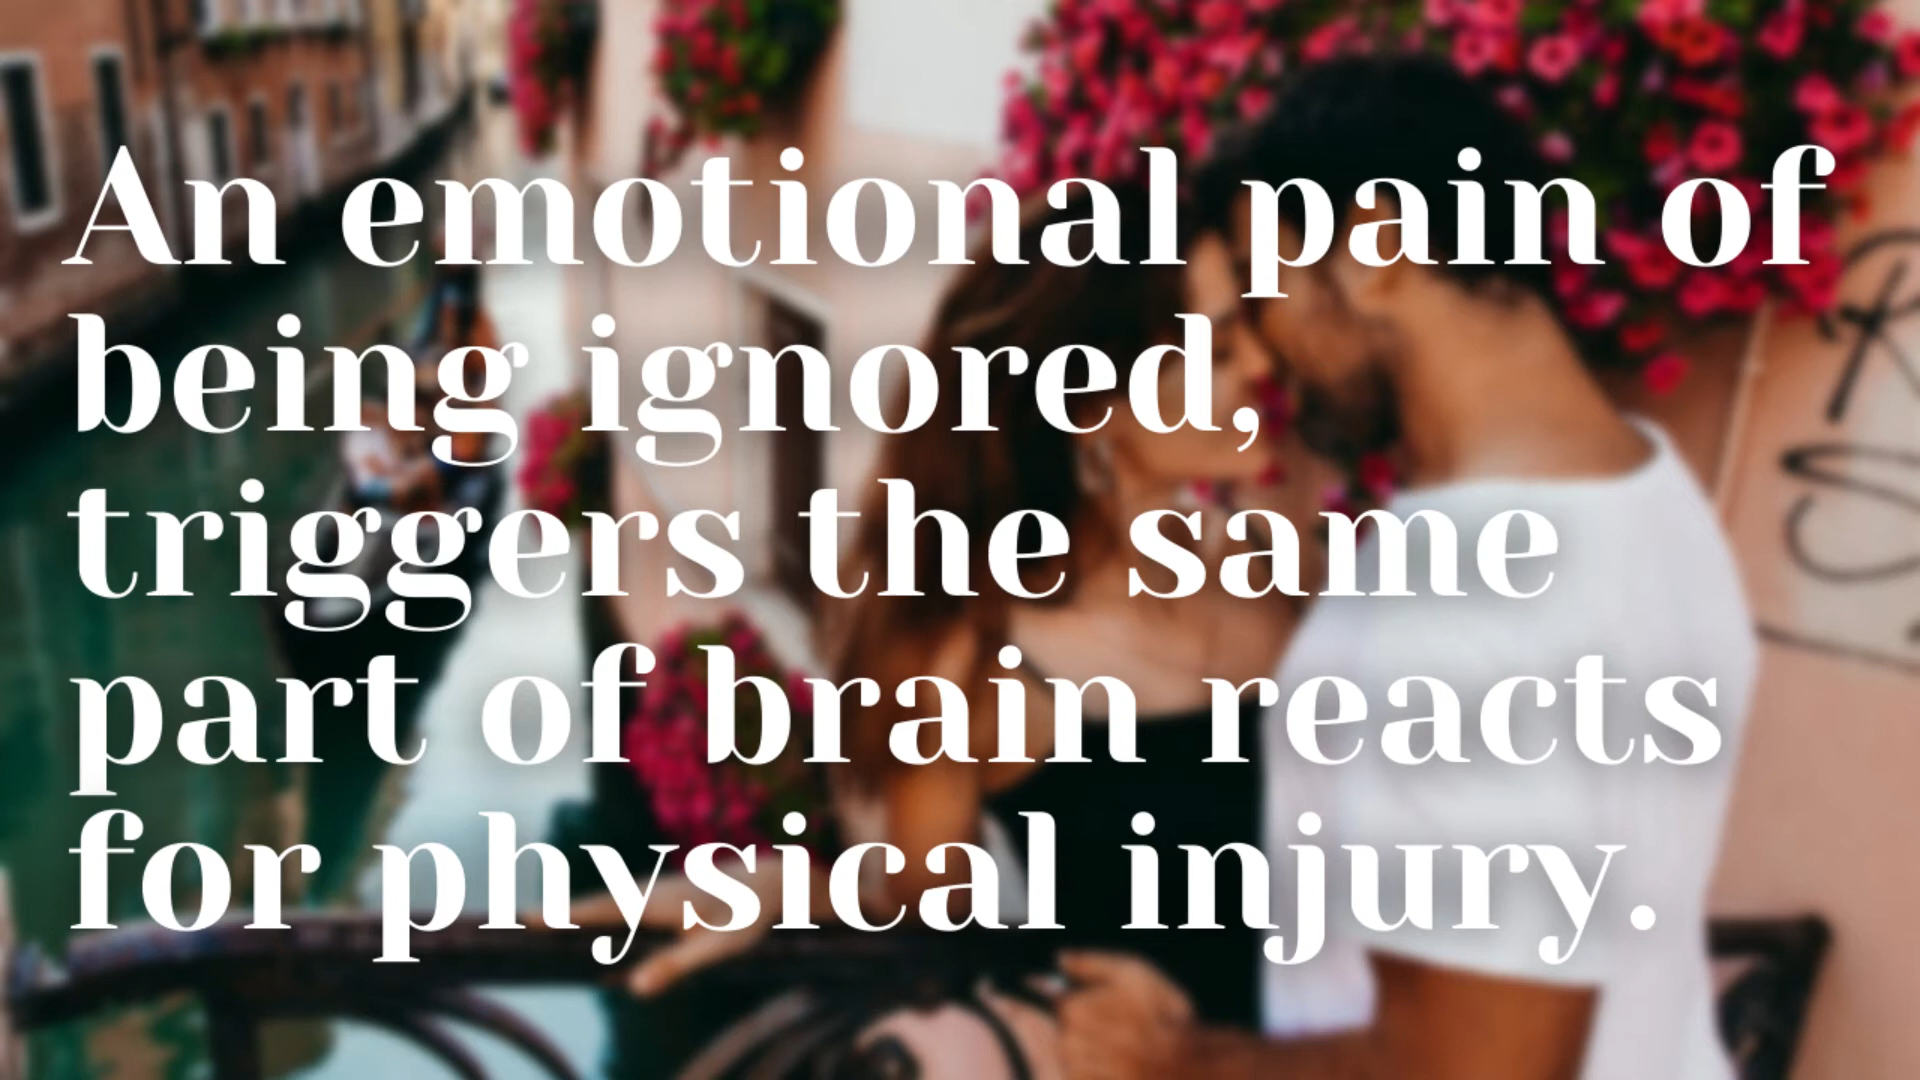 An emotional pain of
being ignored,
triggers the same
part of brain reacts
for physical injury.